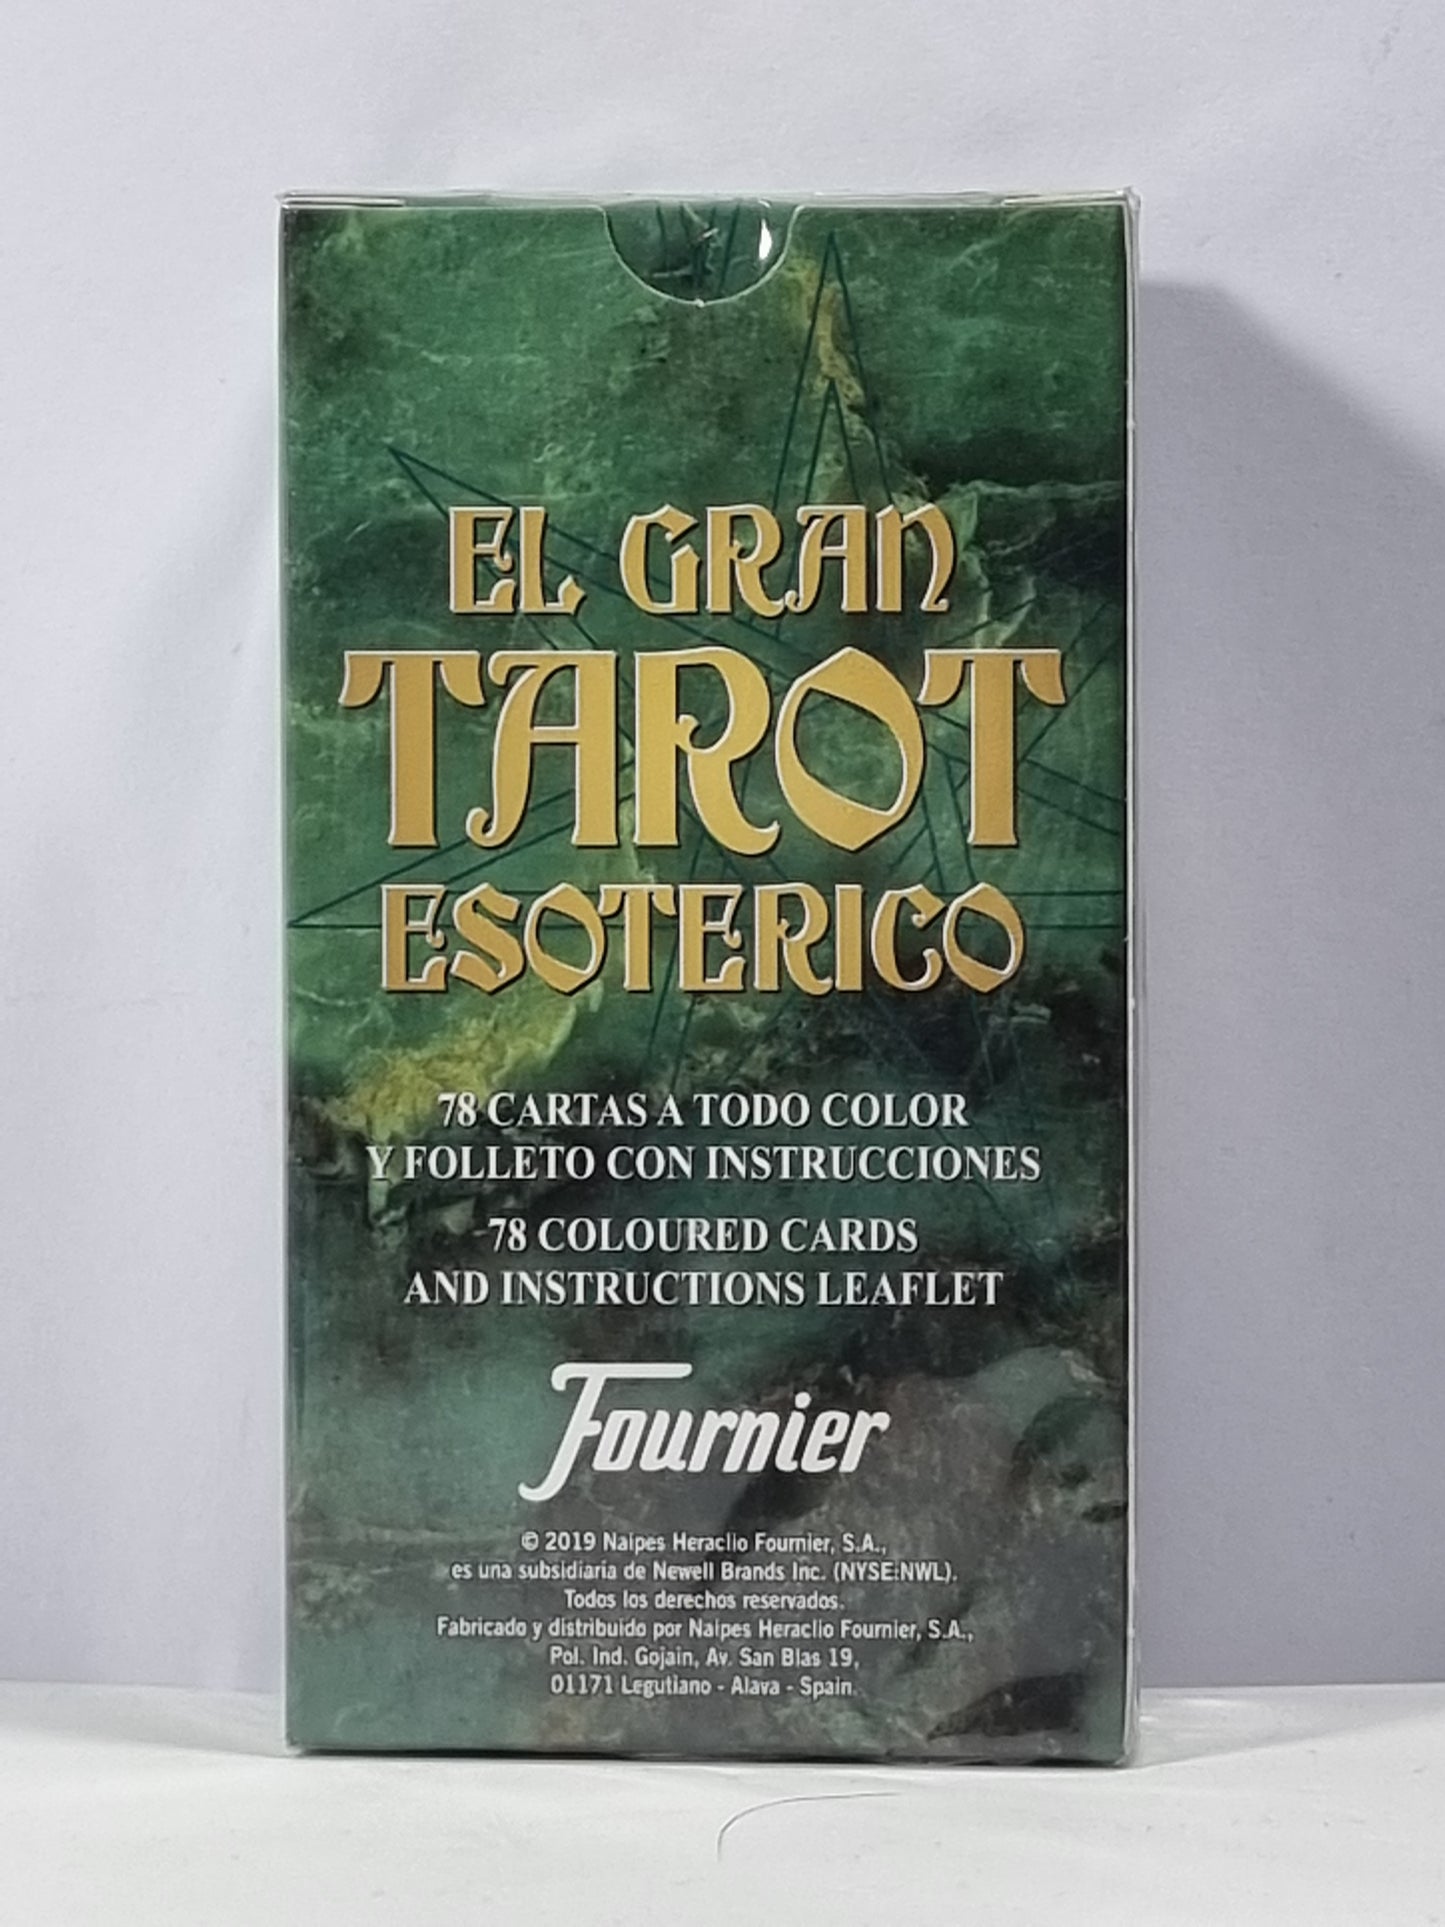 EL GRAN
TAROT
ESOTERICO
78 CARTAS A TODO COLOR
Y FOLLETO CON INSTRUCCIONES
78 COLOURED CARDS
AND INSTRUCTIONS LEAFLET
Fournier
© 2019 Naipes Heraclio Fournier, S.A.,
es una subsidiaria de Newell Brands Inc. (NYSE:NWL).
Todos los derechos reservados.
Fabricado y distribuido por Naipes Heraclio Fournier, S.A.,
Pol. Ind. Gojain, Av. San Blas 19,
01171 Legutiano - Alava - Spain.